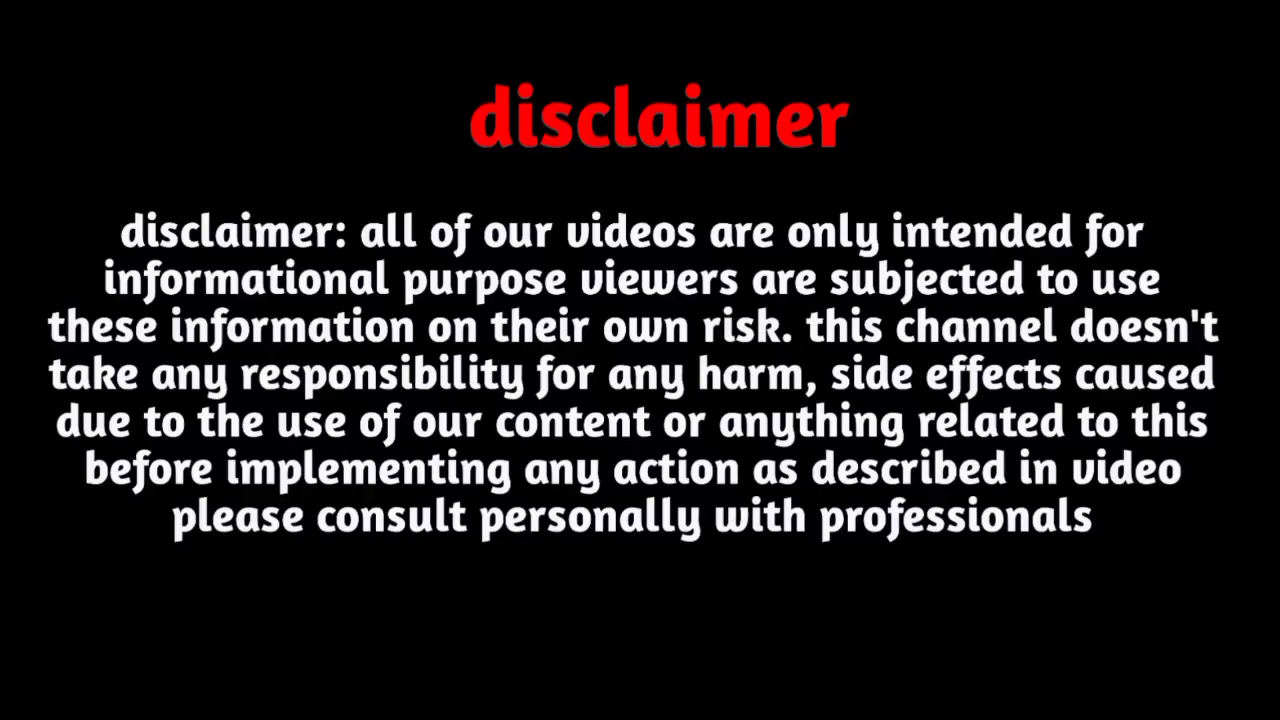 disclaimer
disclaimer: all of our videos are only intended for
informational purpose viewers are subjected to use
these information on their own risk. this channel doesn't
take any responsibility for any harm, side effects caused
due to the use of our content or anything related to this
before implementing any action as described in video
please consult personally with professionals